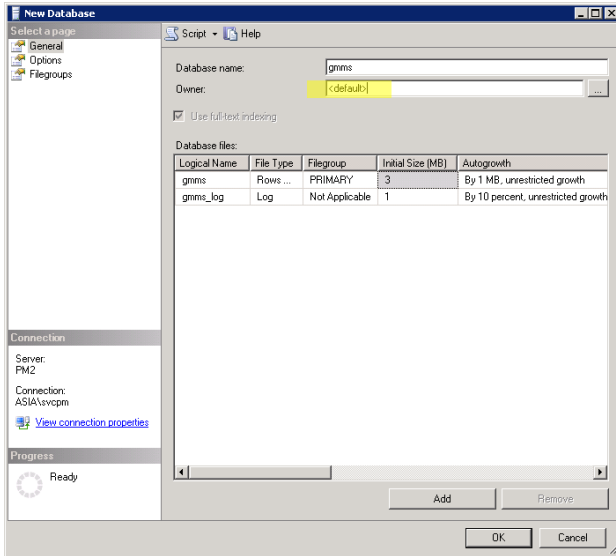 New Database
Select a page
General
Options
Filegroups
Script Help
Database name: gmms
Owner: <default>
...
Use full-text indexing
Database files:
Logical Name File Type Filegroup Initial Size (MB) Autogrowth
gmms Rows ... PRIMARY 3 By 1 MB, unrestricted growth
gmms_log Log Not Applicable 1 By 10 percent, unrestricted growth
Connection
Server:
PM2
Connection:
ASIA\svcpm
View connection properties
Progress
Ready
Add Remove
OK Cancel